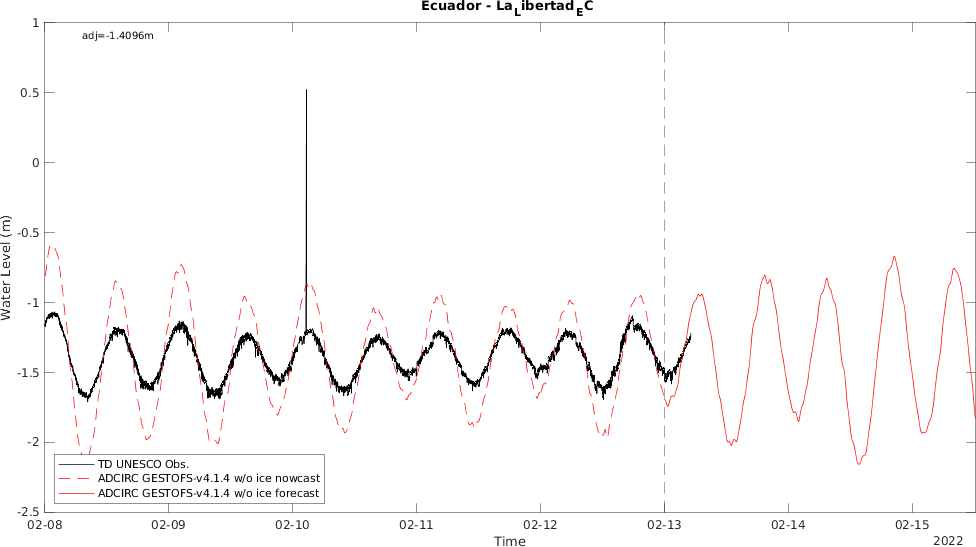 Ecuador - LaLibertadEC
adj=-1.4096m
1
0.5
0
-0.5
-1
-1.5
-2
-2.5
Water Level (m)
TD UNESCO Obs.
ADCIRC GESTOFS-v4.1.4 w/o ice nowcast
ADCIRC GESTOFS-v4.1.4 w/o ice forecast
02-08 02-09 02-10 02-11 02-12 02-13 02-14 02-15
Time
2022